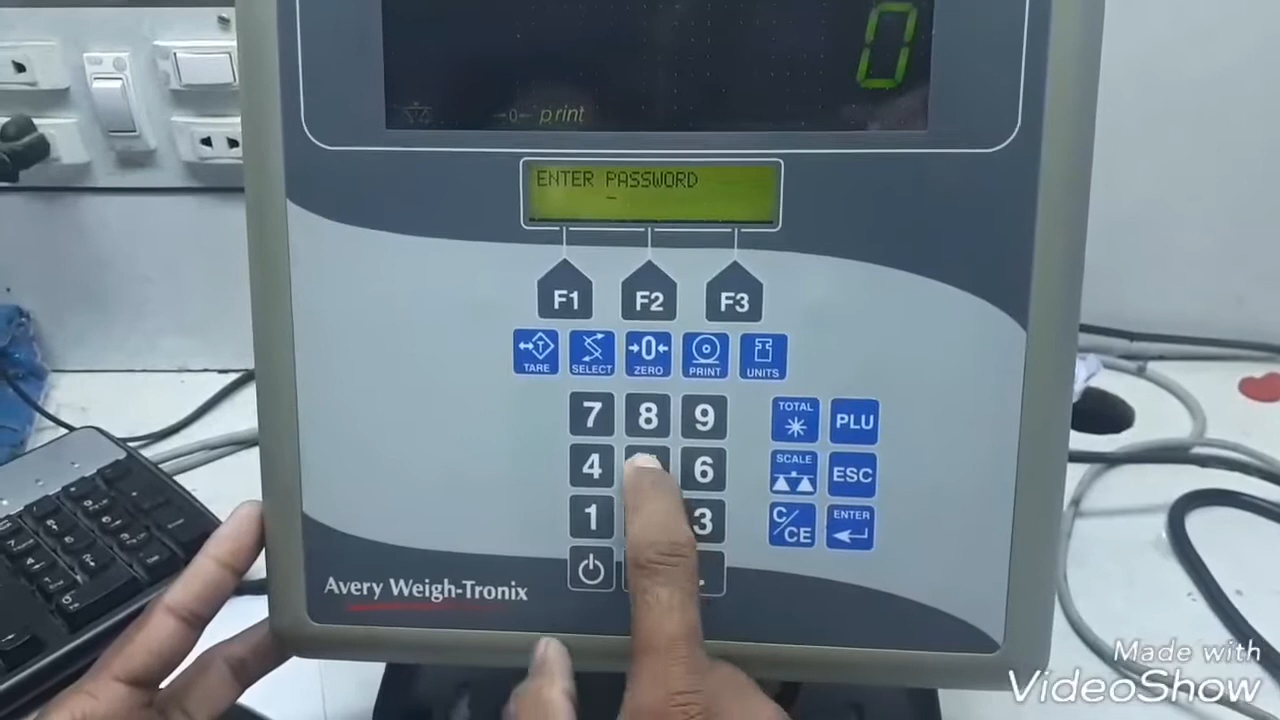 0
→0← print
ENTER PASSWORD
F1 F2 F3
TARE SELECT →0← ZERO PRINT UNITS
7 8 9 TOTAL PLU
4 6 SCALE ESC
1 3 C/CE ENTER
Avery Weigh-Tronix
Made with
VideoShow